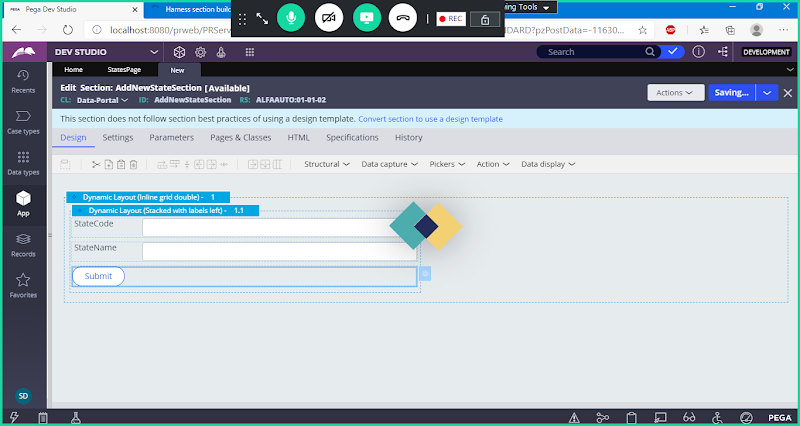 PEGA Pega Dev Studio
Harness section build
ving Tools
localhost:8080/prweb/PRServ
REC
NDARD?pzPostData=-11630...
ABP
DEV STUDIO
Search
DEVELOPMENT
Home StatesPage New
Recents
Edit Section: AddNewStateSection [Available]
CL: Data-Portal ID: AddNewStateSection RS: ALFAAUTO:01-01-02
Actions
Saving...
This section does not follow section best practices of using a design template. Convert section to use a design template
Case types
Design Settings Parameters Pages & Classes HTML Specifications History
Data types
Structural Data capture Pickers Action Data display
App
Dynamic Layout (Inline grid double) - 1
Dynamic Layout (Stacked with labels left) - 1.1
StateCode
StateName
Records
Submit
Favorites
SD
PEGA